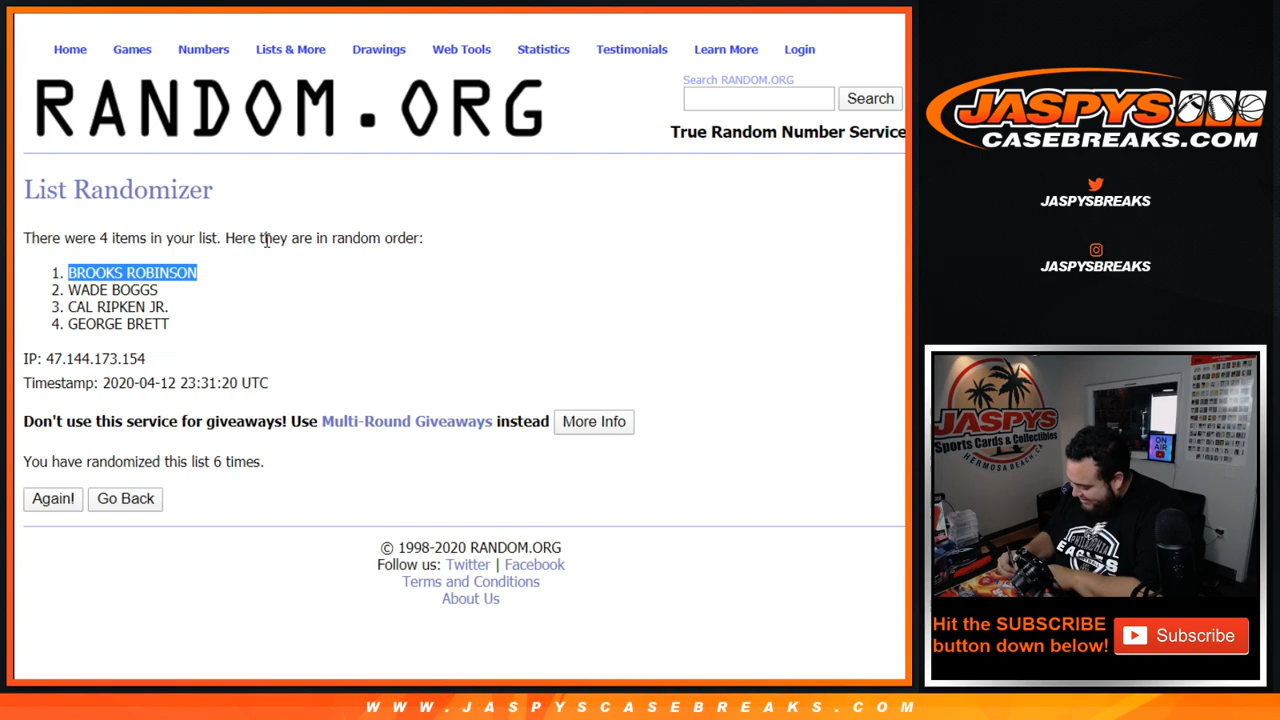 Home Games Numbers Lists & More Drawings Web Tools Statistics Testimonials Learn More Login
RANDOM.ORG
Search RANDOM.ORG
Search
True Random Number Service
List Randomizer
There were 4 items in your list. Here they are in random order:
1. BROOKS ROBINSON
2. WADE BOGGS
3. CAL RIPKEN JR.
4. GEORGE BRETT
IP: 47.144.173.154
Timestamp: 2020-04-12 23:31:20 UTC
Don't use this service for giveaways! Use Multi-Round Giveaways instead More Info
You have randomized this list 6 times.
Again! Go Back
© 1998-2020 RANDOM.ORG
Follow us: Twitter | Facebook
Terms and Conditions
About Us
JASPYS
CASEBREAKS.COM
JASPYSBREAKS
JASPYSBREAKS
JASPYS
Sports Cards & Collectibles
HERMOSA BEACH, CA
ON
AIR
PHILADELPHIA
EAGLES
FOOTBALL
Hit the SUBSCRIBE
button down below!
Subscribe
WWW.JASPYSCASEBREAKS.COM